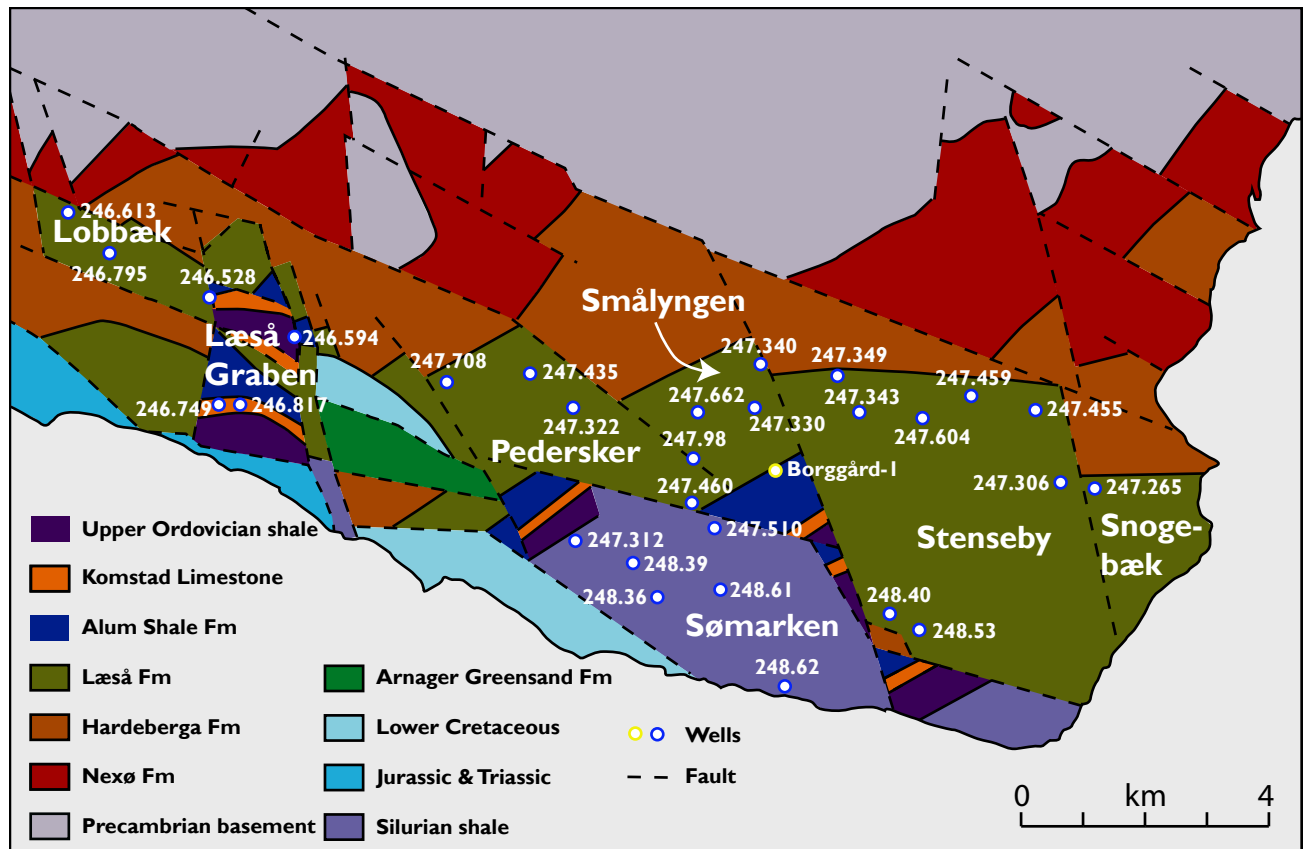 246.613
Lobbæk
246.795
246.528
Læså
Graben
246.594
246.749
246.817
247.708
247.435
247.322
Pedersker
Smålyngen
247.340
247.349
247.662
247.330
247.343
247.459
247.604
247.455
247.98
Borggård-1
247.460
247.306
247.265
247.510
Stenseby
Snoge-
bæk
247.312
248.39
248.36
248.61
Sømarken
248.40
248.53
248.62
Upper Ordovician shale
Komstad Limestone
Alum Shale Fm
Læså Fm
Hardeberga Fm
Nexø Fm
Precambrian basement
Arnager Greensand Fm
Lower Cretaceous
Jurassic & Triassic
Silurian shale
Wells
Fault
0 km 4